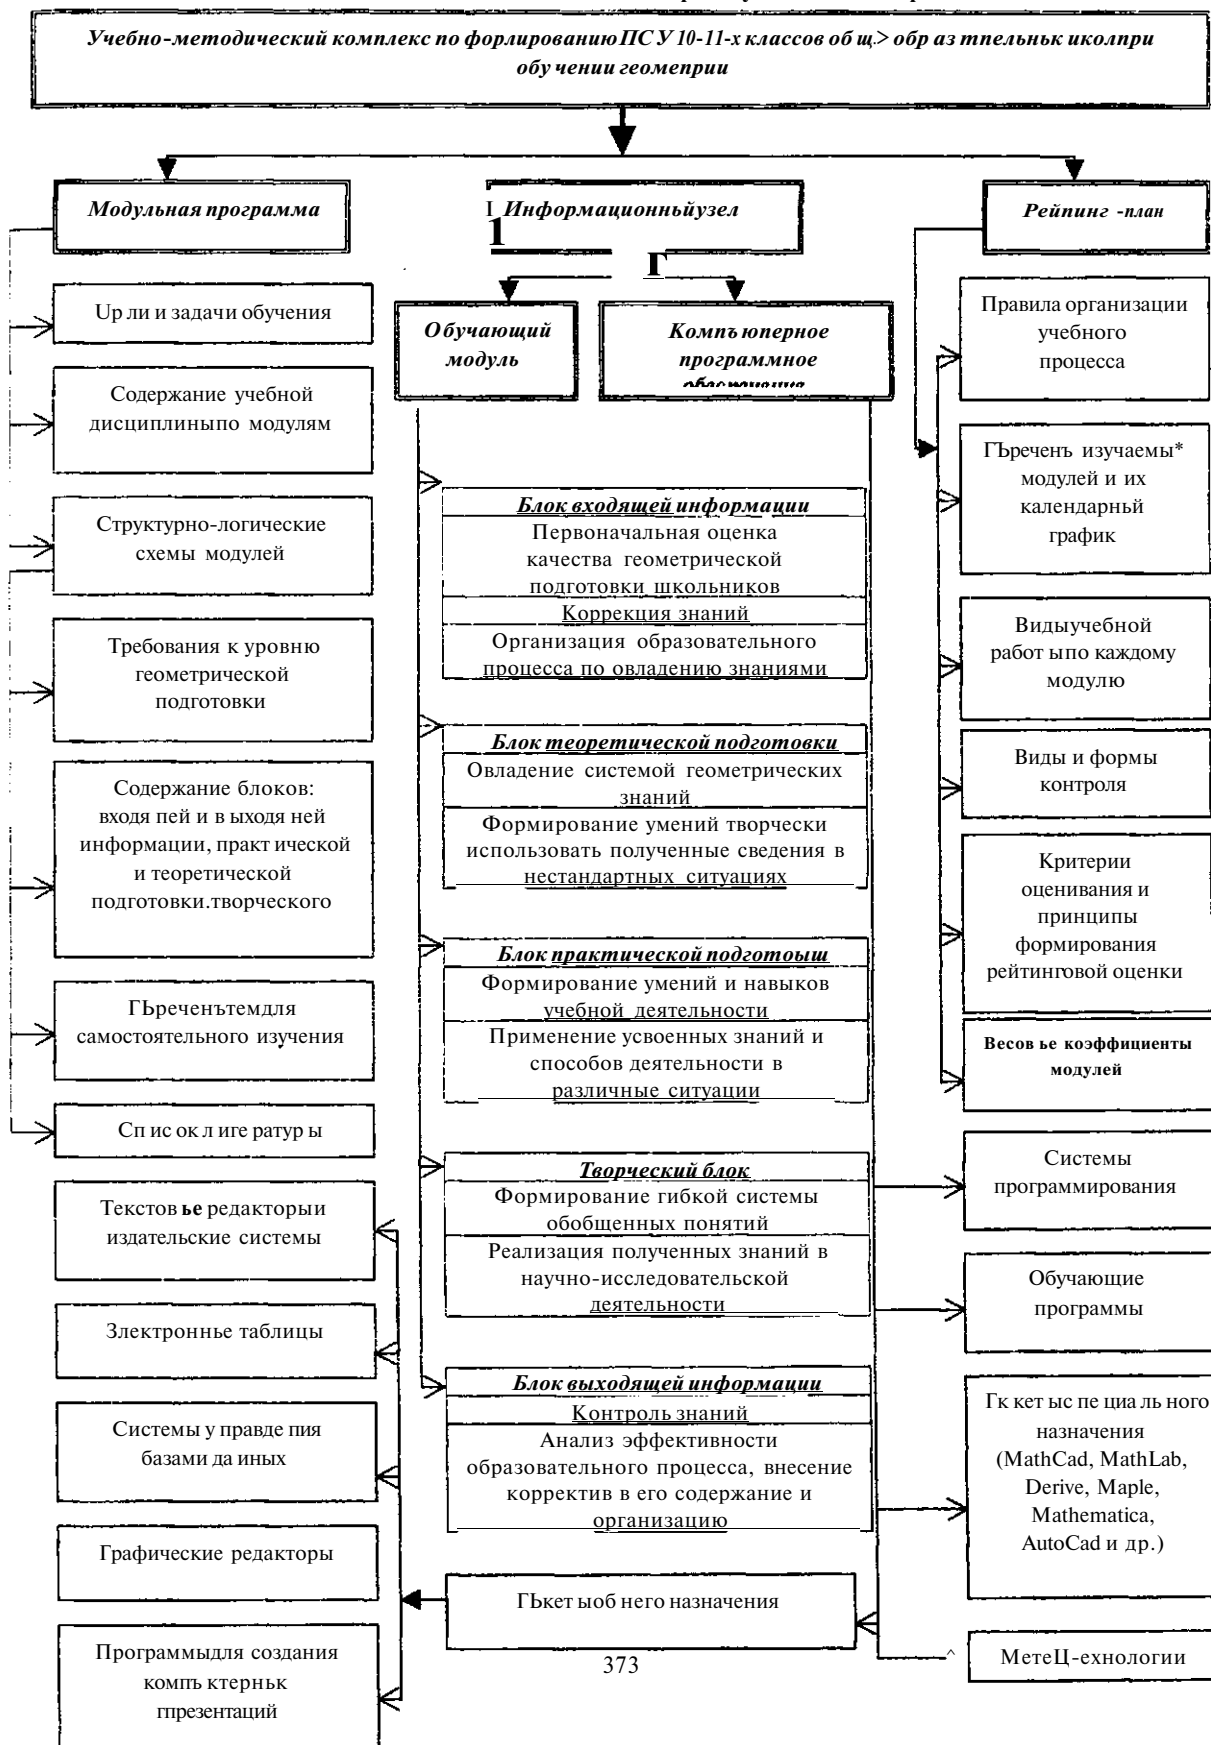 Учебно-методический комплекс по форлированиюПСУ 10-11-х классов об щ.> обр аз тпельньк иколпри
обу чении геомеприи
Модульная программа
Информационньйузел
Рейпинг -план
Up ли и задачи обучения
Содержание учебной
дисциплиныпо модулям
Структурно-логические
схемы модулей
Требования к уровню
геометрической
подготовки
Содержание блоков:
входя пей и в ыходя ней
информации, практ ической
и теоретической
подготовки.творческого
ГЬреченътемдля
самостоятельного изучения
Сп ис ок л иге ратур ы
Текстов ье редакторыи
издательские системы
Злектронне таблицы
Системы у правде пия
базами да иных
Графические редакторы
Программыдля создания
компъ ктерньк
гпрезентаций
Обучающий
модуль
Компъ юперное
программное
Блок входящей информации
Первоначальная оценка
качества геометрической
подготовки школьников
Коррекция знаний
Организация образовательного
процесса по овладению знаниями
Блок теоретической подготовки
Овладение системой геометрических
знаний
Формирование умений творчески
использовать полученные сведения в
нестандартных ситуациях
Блок практической подготоыш
Формирование умений и навыков
учебной деятельности
Применение усвоенных знаний и
способов деятельности в
различные ситуации
Творческий блок
Формирование гибкой системы
обобщенных понятий
Реализация полученных знаний в
научно-исследовательской
деятельности
Блок выходящей информации
Контроль знаний
Анализ эффективности
образовательного процесса, внесение
корректив в его содержание и
организацию
ГЬкет ыоб него назначения
373
Правила организации
учебного
процесса
ГЪреченъ изучаемы*
модулей и их
календарный
график
Видыучебной
работ ыпо каждому
модулю
Виды и формы
контроля
Критерии
оценивания и
принципы
формирования
рейтинговой оценки
Весов ье коэффициенты
модулей
Системы
программирования
Обучающие
программы
Гк кет ыс пе циа ль ного
назначения
(MathCad, MathLab,
Derive, Maple,
Mathematica,
AutoCad и др.)
МетеЦ-ехнологии